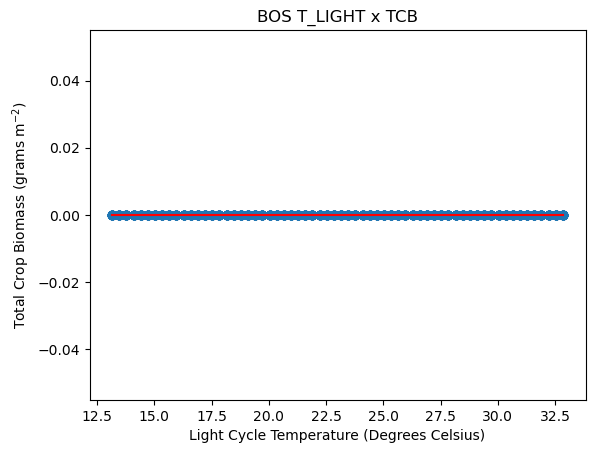 BOS T_LIGHT x TCB
Total Crop Biomass (grams m⁻²)
0.04
0.02
0.00
−0.02
−0.04
12.5 15.0 17.5 20.0 22.5 25.0 27.5 30.0 32.5
Light Cycle Temperature (Degrees Celsius)